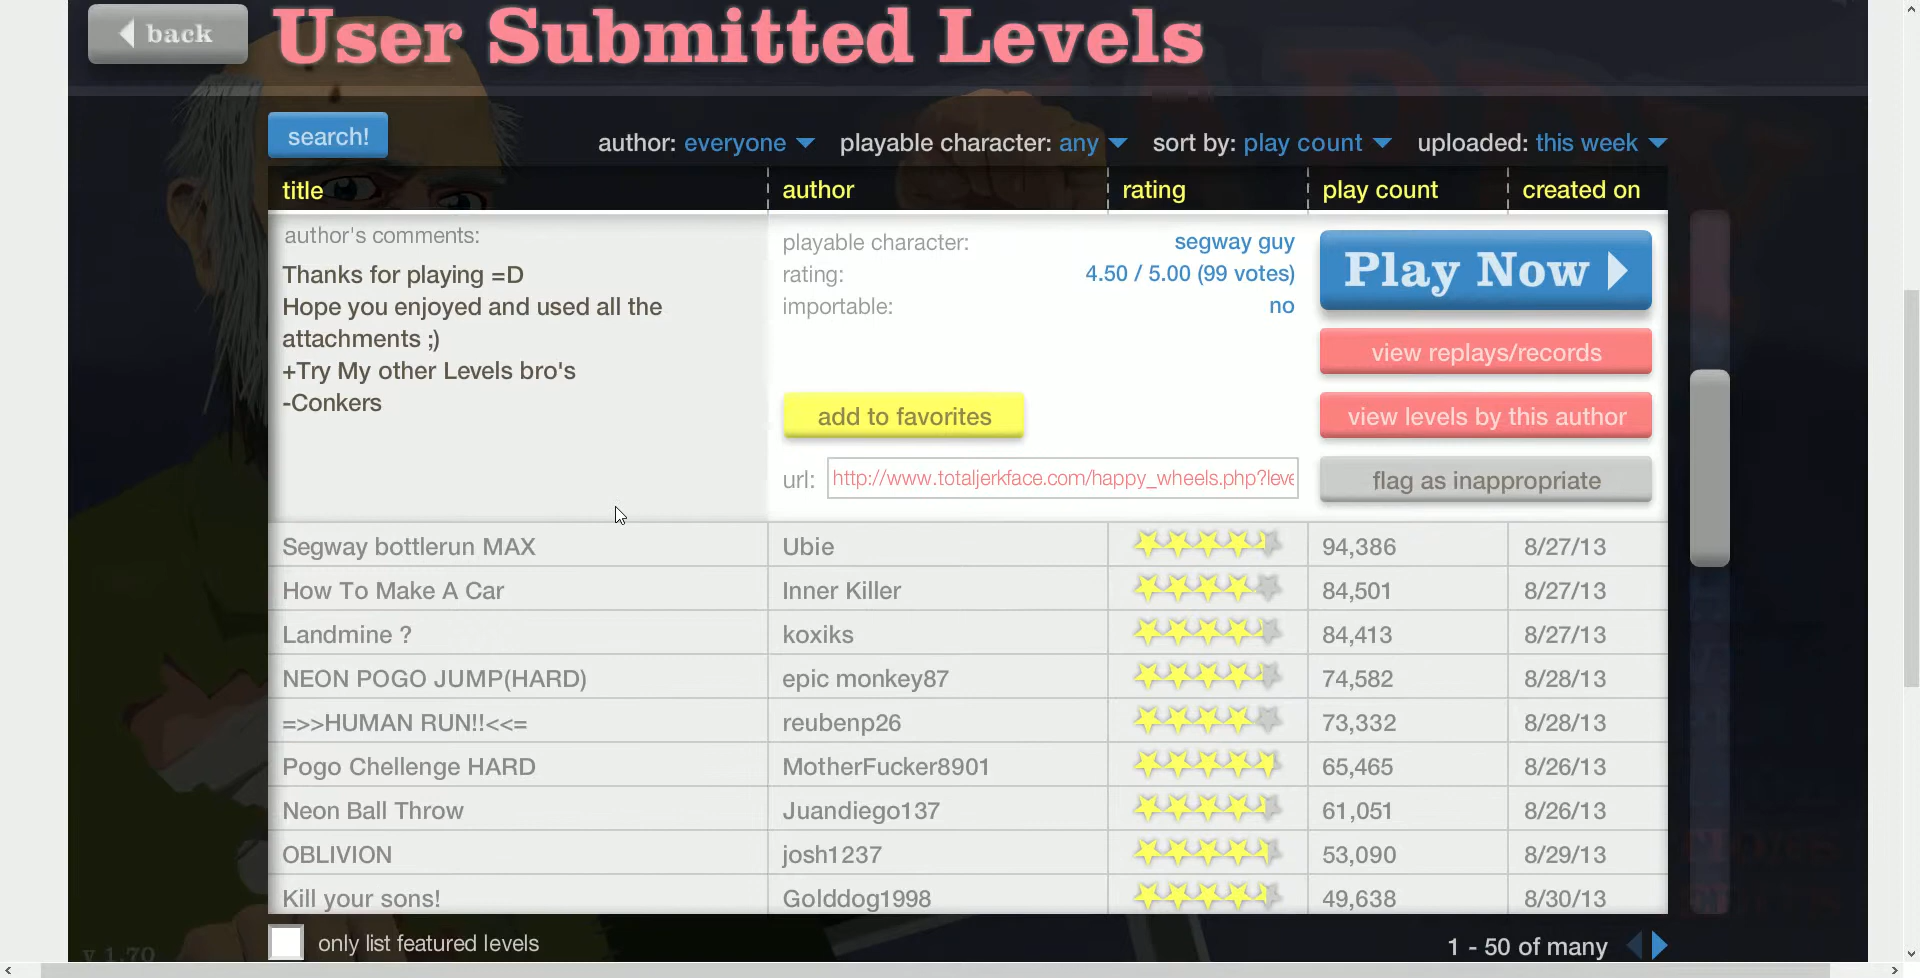 back
User Submitted Levels
search!
author: everyone
playable character: any
sort by: play count
uploaded: this week
title
author
rating
play count
created on
author's comments:
Thanks for playing =D
Hope you enjoyed and used all the
attachments ;)
+Try My other Levels bro's
-Conkers
playable character: segway guy
rating: 4.50 / 5.00 (99 votes)
importable: no
add to favorites
url: http://www.totaljerkface.com/happy_wheels.php?leve
Play Now
view replays/records
view levels by this author
flag as inappropriate
Segway bottlerun MAX Ubie 94,386 8/27/13
How To Make A Car Inner Killer 84,501 8/27/13
Landmine ? koxiks 84,413 8/27/13
NEON POGO JUMP(HARD) epic monkey87 74,582 8/28/13
=>>HUMAN RUN!!<<= reubenp26 73,332 8/28/13
Pogo Chellenge HARD MotherFucker8901 65,465 8/26/13
Neon Ball Throw Juandiego137 61,051 8/26/13
OBLIVION josh1237 53,090 8/29/13
Kill your sons! Golddog1998 49,638 8/30/13
only list featured levels
1 - 50 of many
v 1.70